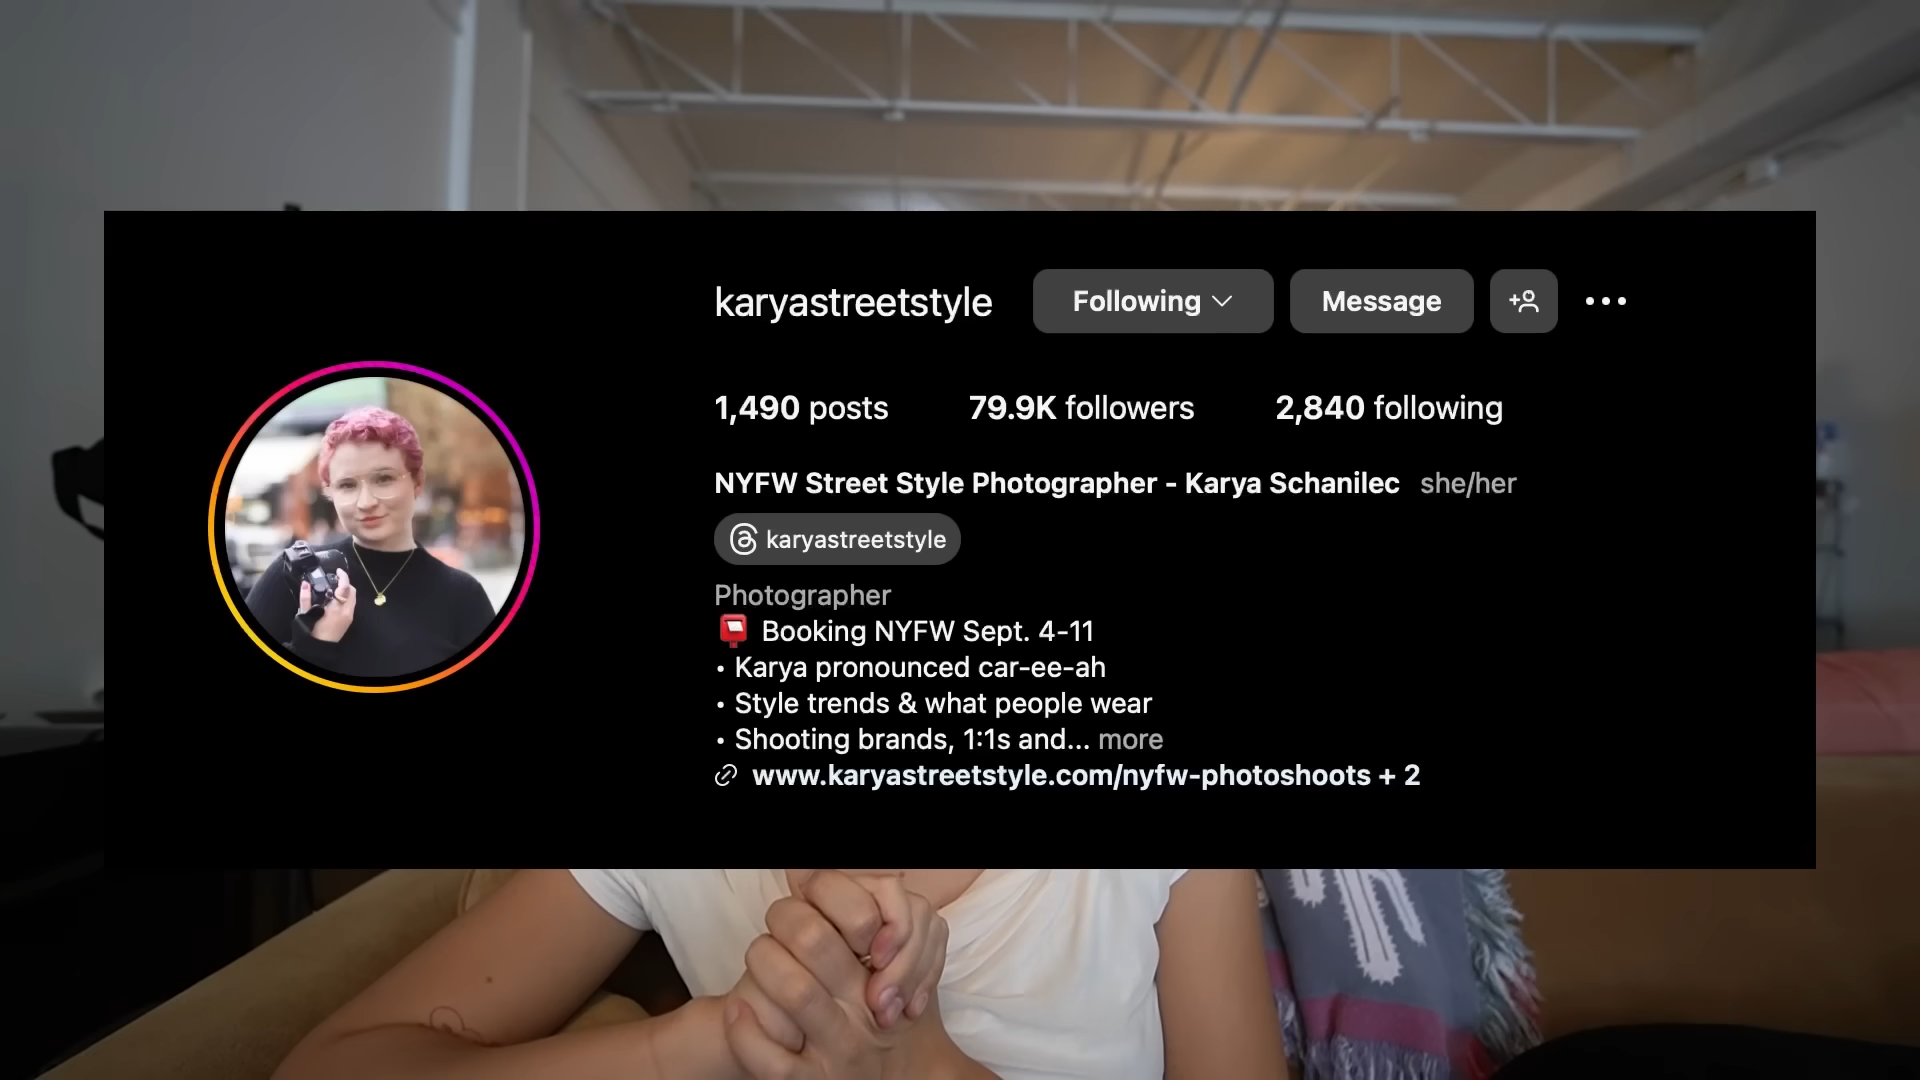 karyastreetstyle Following Message
1,490 posts 79.9K followers 2,840 following
NYFW Street Style Photographer - Karya Schanilec she/her
karyastreetstyle
Photographer
📮 Booking NYFW Sept. 4-11
• Karya pronounced car-ee-ah
• Style trends & what people wear
• Shooting brands, 1:1s and... more
www.karyastreetstyle.com/nyfw-photoshoots + 2